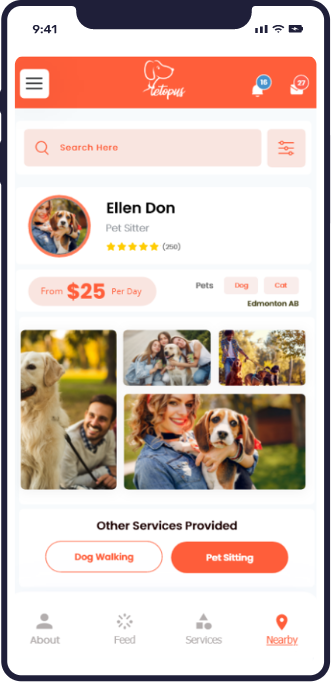 9:41
Petopus
16
27
Search Here
Ellen Don
Pet Sitter
(250)
From $25 Per Day
Pets Dog Cat
Edmonton AB
Other Services Provided
Dog Walking Pet Sitting
About Feed Services Nearby